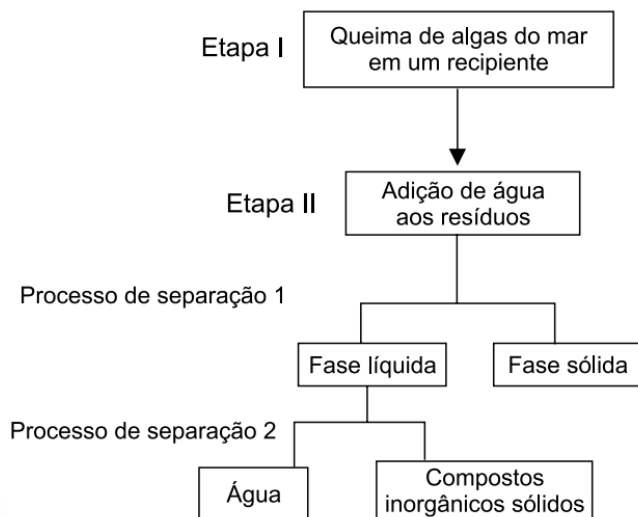 Etapa I
Queima de algas do mar
em um recipiente
Etapa II
Adição de água
aos resíduos
Processo de separação 1
Fase líquida
Fase sólida
Processo de separação 2
Água
Compostos
inorgânicos sólidos